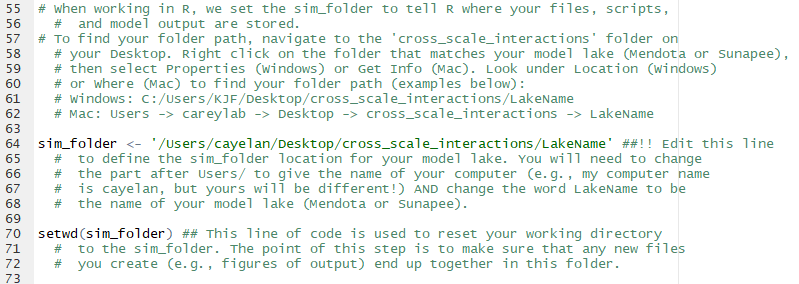 55 # When working in R, we set the sim_folder to tell R where your files, scripts,
56 # and model output are stored.
57 # To find your folder path, navigate to the 'cross_scale_interactions' folder on
58 # your Desktop. Right click on the folder that matches your model lake (Mendota or Sunapee),
59 # then select Properties (Windows) or Get Info (Mac). Look under Location (Windows)
60 # or Where (Mac) to find your folder path (examples below):
61 # Windows: C:/Users/KJF/Desktop/cross_scale_interactions/LakeName
62 # Mac: Users -> careylab -> Desktop -> cross_scale_interactions -> LakeName
63
64 sim_folder <- '/Users/cayelan/Desktop/cross_scale_interactions/LakeName' ##!! Edit this line
65 # to define the sim_folder location for your model lake. You will need to change
66 # the part after Users/ to give the name of your computer (e.g., my computer name
67 # is cayelan, but yours will be different!) AND change the word LakeName to be
68 # the name of your model lake (Mendota or Sunapee).
69
70 setwd(sim_folder) ## This line of code is used to reset your working directory
71 # to the sim_folder. The point of this step is to make sure that any new files
72 # you create (e.g., figures of output) end up together in this folder.
73